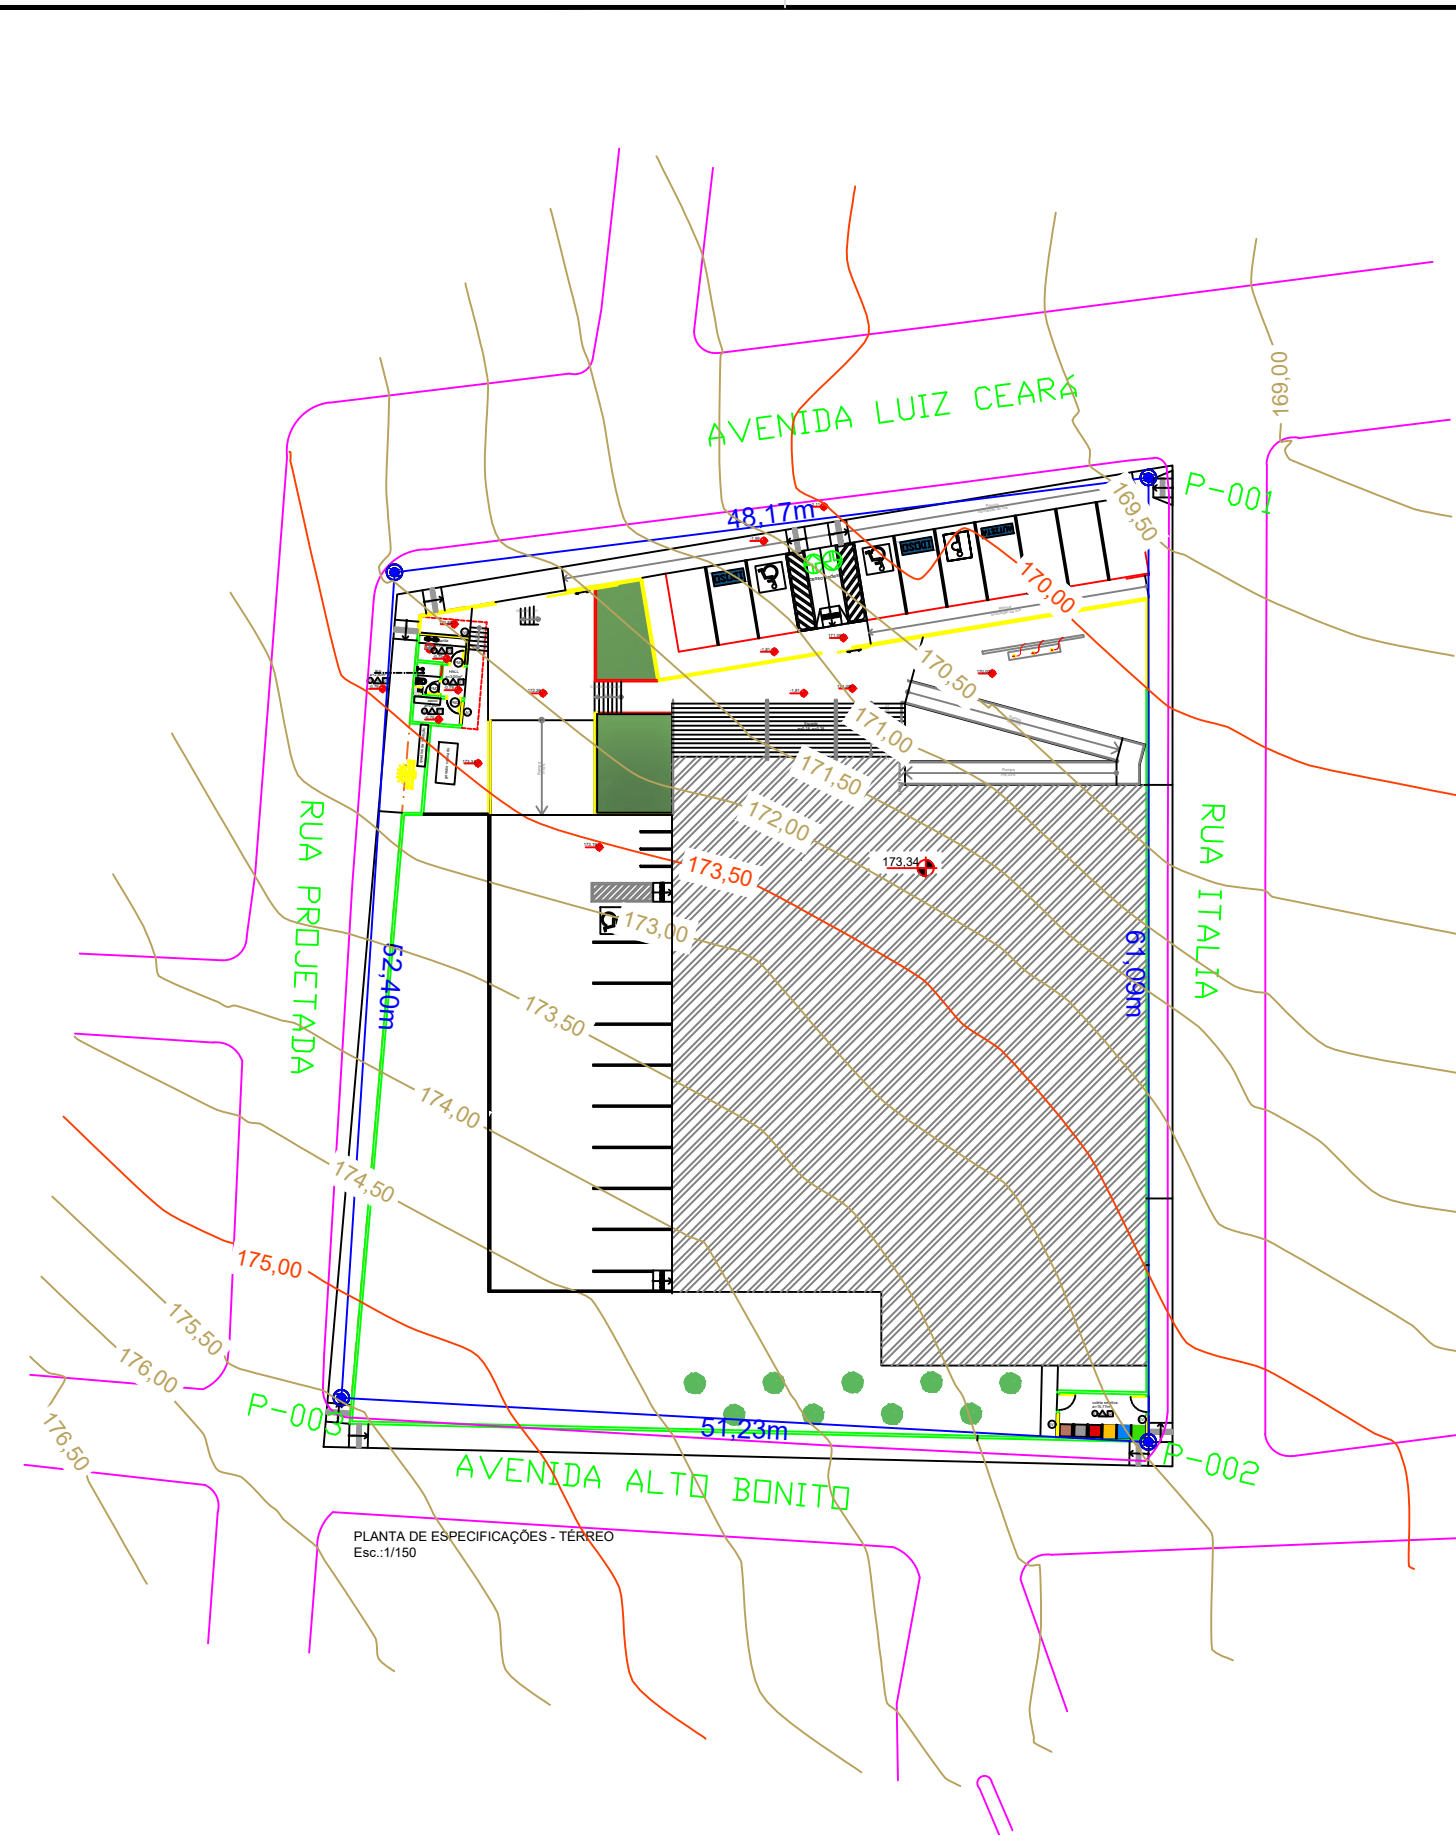 169,00
AVENIDA LUIZ CEARÁ
P-001
169,50
48,17m
IDOSO
IDOSO
170,00
170,50
HALL
171,00
171,50
172,00
RUA PROJETADA
RUA ITALIA
173,34
173,50
173,00
52,40m
61,09m
173,50
174,00
174,50
175,00
175,50
176,00
176,50
P-003
51,23m
P-002
AVENIDA ALTO BONITO
PLANTA DE ESPECIFICAÇÕES - TÉRREO
Esc.:1/150